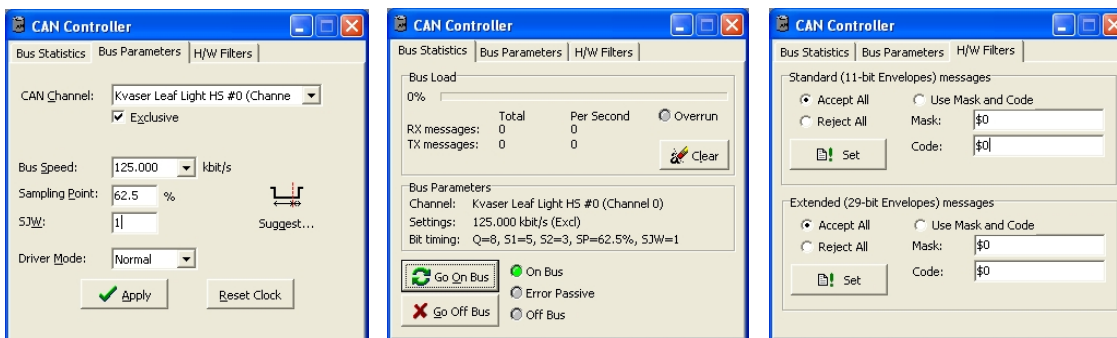 CAN Controller
Bus Statistics Bus Parameters H/W Filters
CAN Channel: Kvaser Leaf Light HS #0 (Channe
Exclusive
Bus Speed: 125.000 kbit/s
Sampling Point: 62.5 %
SJW: 1 Suggest...
Driver Mode: Normal
Apply Reset Clock
CAN Controller
Bus Statistics Bus Parameters H/W Filters
Bus Load
0%
Total Per Second Overrun
RX messages: 0 0
TX messages: 0 0
Clear
Bus Parameters
Channel: Kvaser Leaf Light HS #0 (Channel 0)
Settings: 125.000 kbit/s (Excl)
Bit timing: Q=8, S1=5, S2=3, SP=62.5%, SJW=1
Go On Bus On Bus
Error Passive
Go Off Bus Off Bus
CAN Controller
Bus Statistics Bus Parameters H/W Filters
Standard (11-bit Envelopes) messages
Accept All Use Mask and Code
Reject All Mask: $0
Set Code: $0
Extended (29-bit Envelopes) messages
Accept All Use Mask and Code
Reject All Mask: $0
Set Code: $0